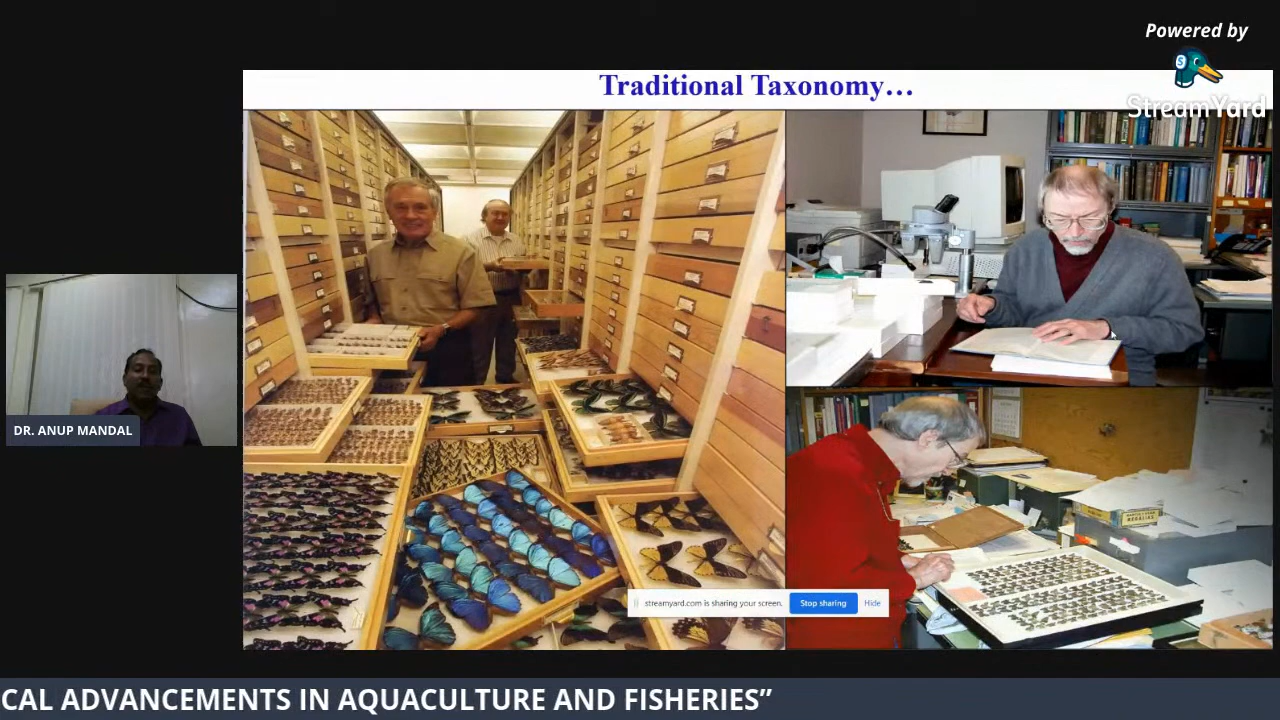 Powered by
StreamYard
Traditional Taxonomy...
DR. ANUP MANDAL
streamyard.com is sharing your screen. Stop sharing Hide
CAL ADVANCEMENTS IN AQUACULTURE AND FISHERIES”